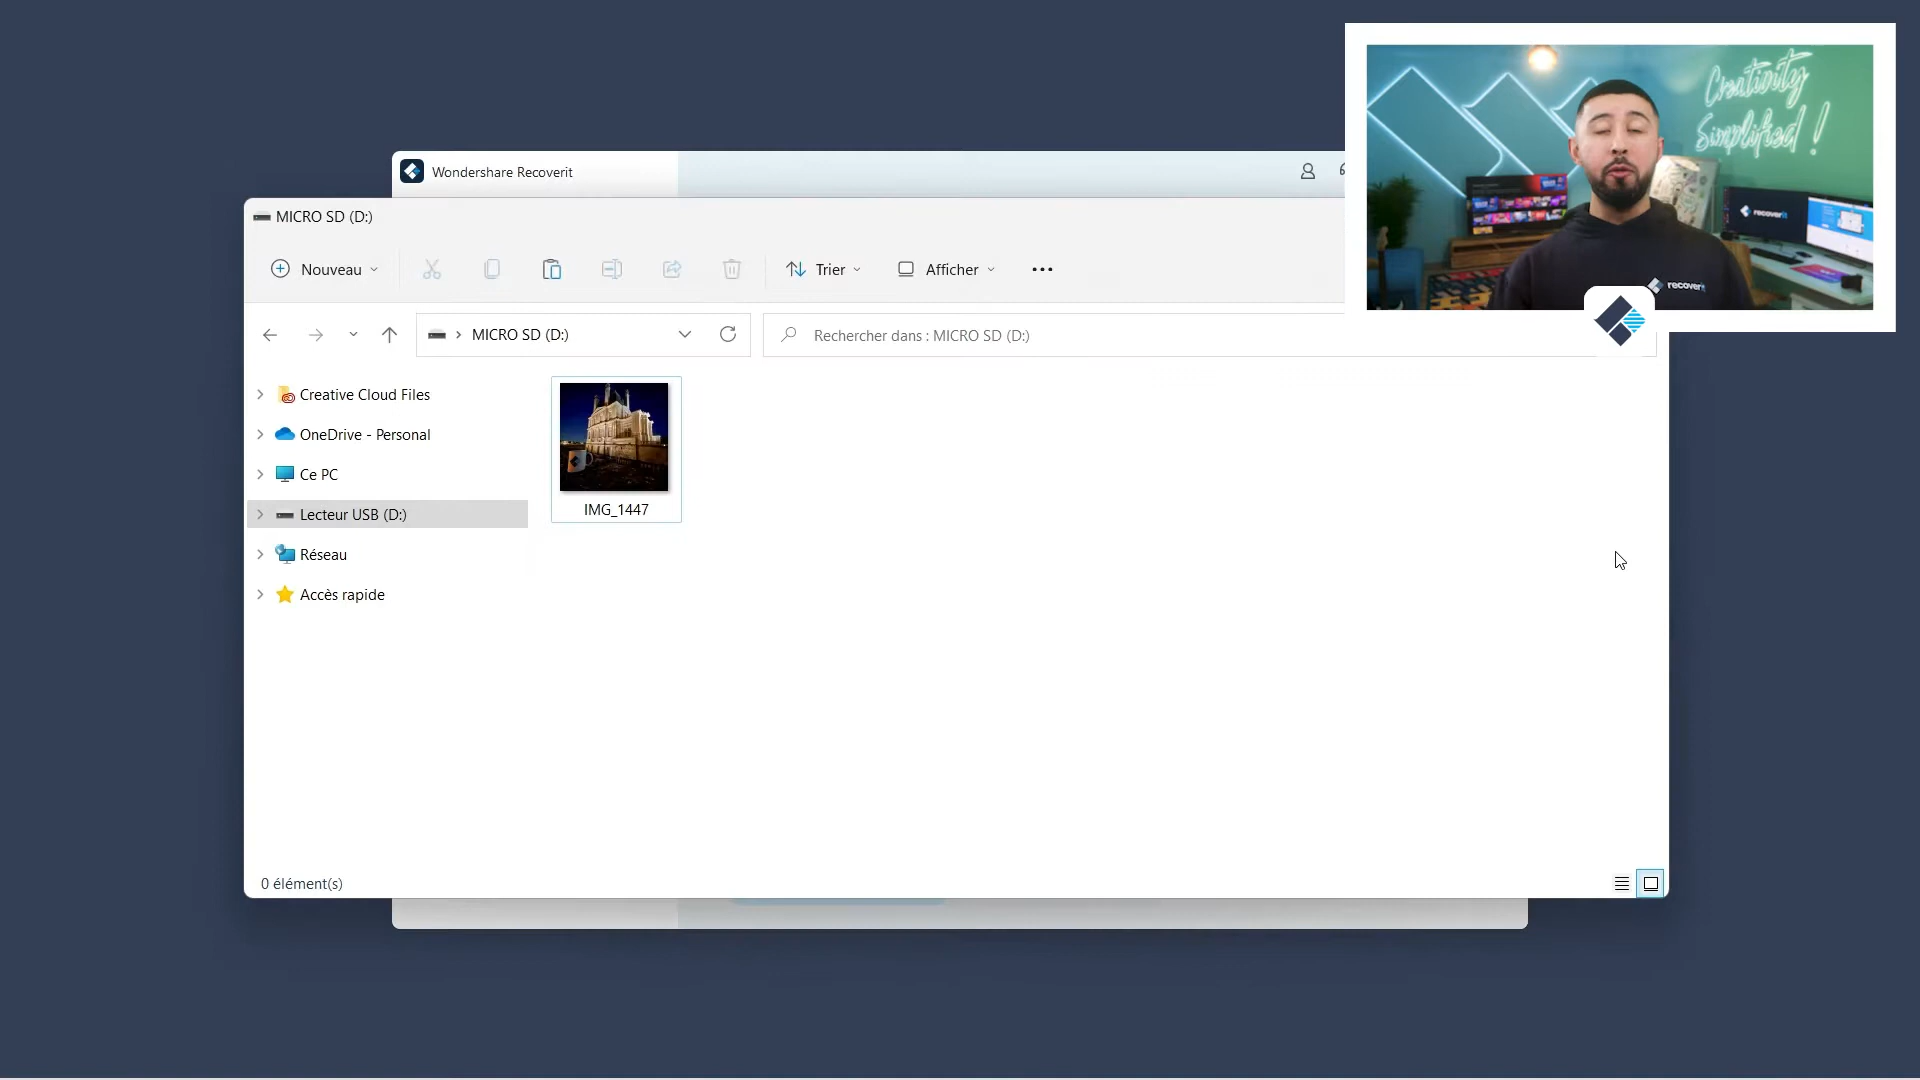 Creativity
Simplified!
Wondershare Recoverit
recoverit
recoverit
MICRO SD (D:)
Nouveau
Trier
Afficher
MICRO SD (D:)
Rechercher dans : MICRO SD (D:)
Creative Cloud Files
OneDrive - Personal
Ce PC
Lecteur USB (D:)
Réseau
Accès rapide
IMG_1447
0 élément(s)